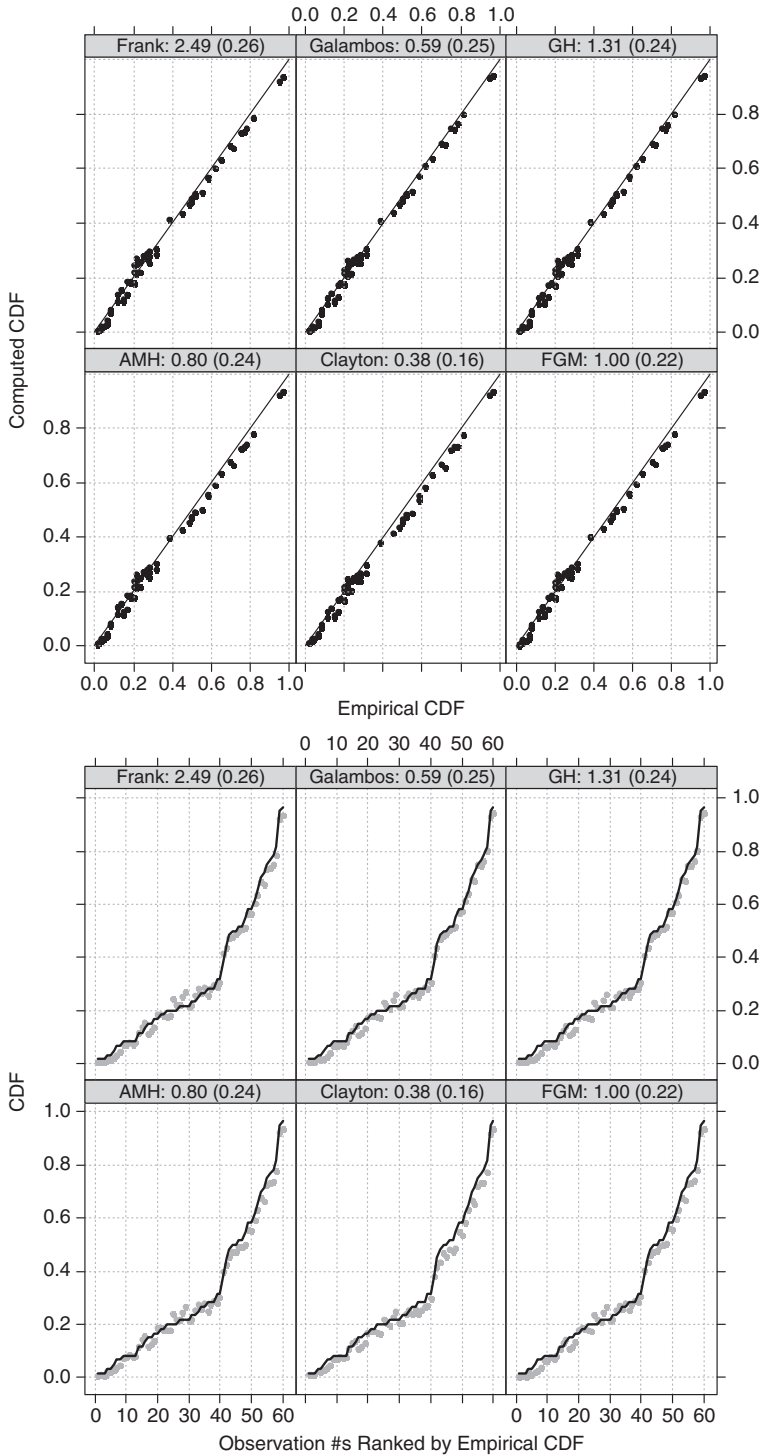 0.0 0.2 0.4 0.6 0.8 1.0
Frank: 2.49 (0.26) Galambos: 0.59 (0.25) GH: 1.31 (0.24)
0.8
0.6
0.4
0.2
0.0
Computed CDF
AMH: 0.80 (0.24) Clayton: 0.38 (0.16) FGM: 1.00 (0.22)
0.8
0.6
0.4
0.2
0.0
0.0 0.2 0.4 0.6 0.8 1.0 0.0 0.2 0.4 0.6 0.8 1.0
Empirical CDF
0 10 20 30 40 50 60
Frank: 2.49 (0.26) Galambos: 0.59 (0.25) GH: 1.31 (0.24)
1.0
0.8
0.6
0.4
0.2
0.0
CDF
AMH: 0.80 (0.24) Clayton: 0.38 (0.16) FGM: 1.00 (0.22)
1.0
0.8
0.6
0.4
0.2
0.0
0 10 20 30 40 50 60 0 10 20 30 40 50 60
Observation #s Ranked by Empirical CDF